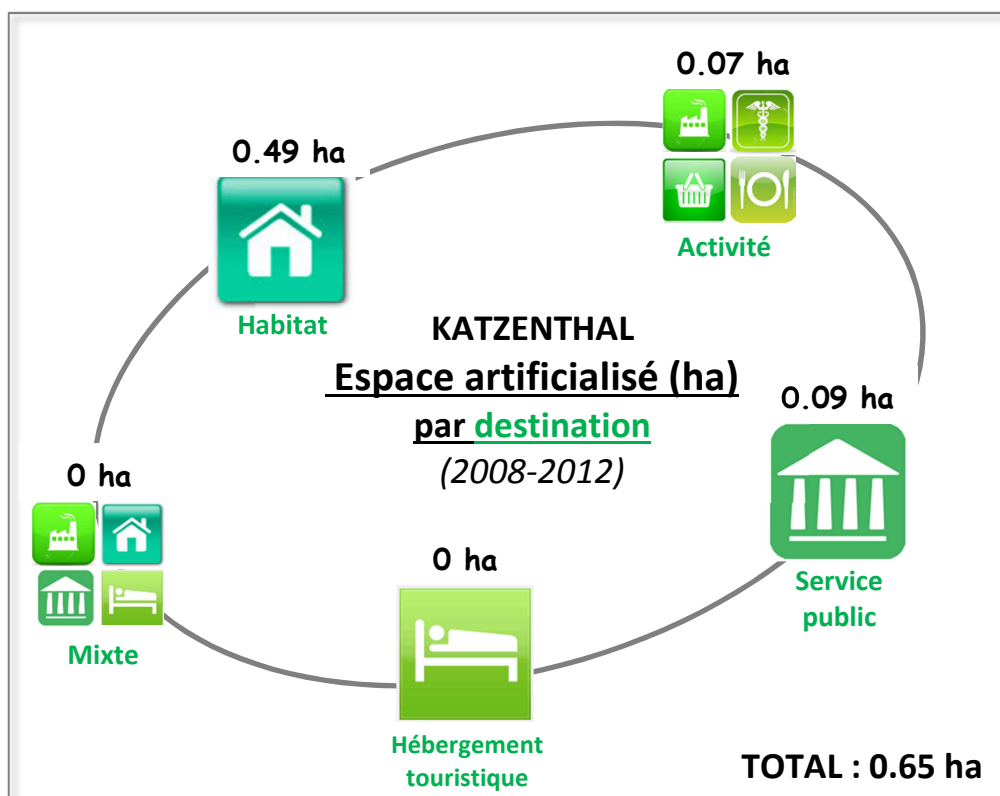 0.07 ha
Activité
0.49 ha
Habitat
KATZENTHAL
Espace artificialisé (ha)
par destination
(2008-2012)
0.09 ha
Service
public
0 ha
Mixte
0 ha
Hébergement
touristique
TOTAL : 0.65 ha